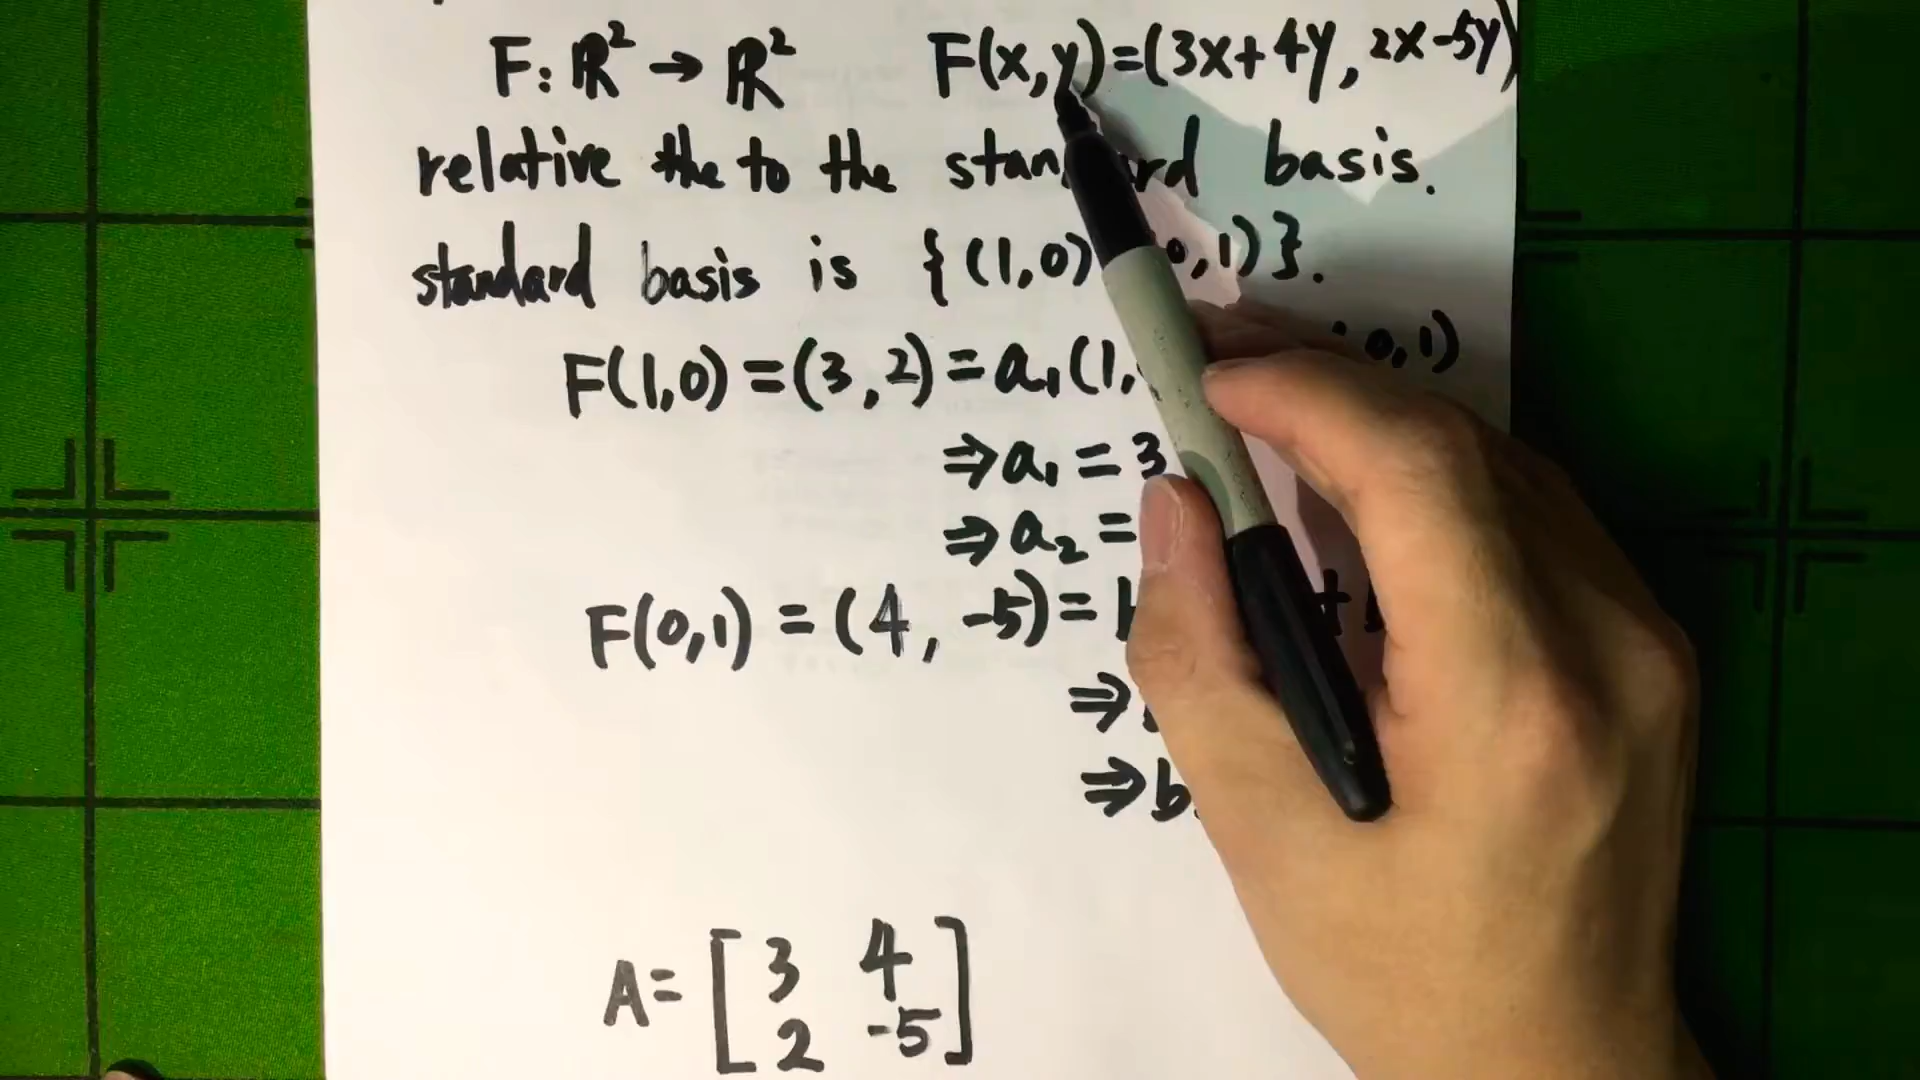 F: ℝ² → ℝ² F(x,y)=(3x+4y, 2x-5y)
relative the to the standard basis.
standard basis is {(1,0) 0,1)}.
F(1,0) = (3,2) = a₁(1, 0,1)
⇒ a₁ = 3
⇒ a₂ =
F(0,1) = (4, -5) = +
⇒
⇒ b
A = [3 4
2 -5]